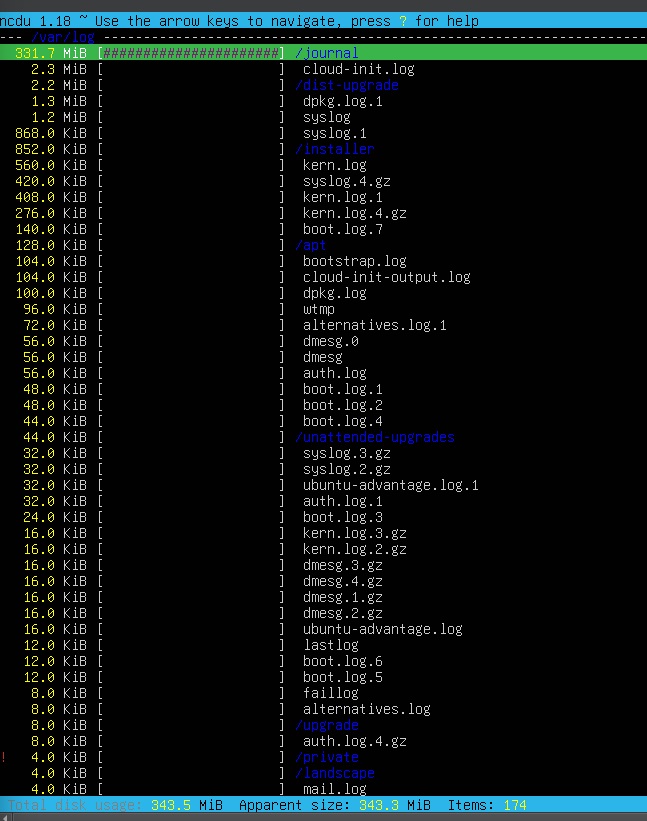 ncdu 1.18 ~ Use the arrow keys to navigate, press ? for help
--- /var/log ---------------------------------------------------------------------
331.7 MiB [######################] /journal
2.3 MiB [                      ]  cloud-init.log
2.2 MiB [                      ] /dist-upgrade
1.3 MiB [                      ]  dpkg.log.1
1.2 MiB [                      ]  syslog
868.0 KiB [                      ]  syslog.1
852.0 KiB [                      ] /installer
560.0 KiB [                      ]  kern.log
420.0 KiB [                      ]  syslog.4.gz
408.0 KiB [                      ]  kern.log.1
276.0 KiB [                      ]  kern.log.4.gz
140.0 KiB [                      ]  boot.log.7
128.0 KiB [                      ] /apt
104.0 KiB [                      ]  bootstrap.log
104.0 KiB [                      ]  cloud-init-output.log
100.0 KiB [                      ]  dpkg.log
96.0 KiB [                      ]  wtmp
72.0 KiB [                      ]  alternatives.log.1
56.0 KiB [                      ]  dmesg.0
56.0 KiB [                      ]  dmesg
56.0 KiB [                      ]  auth.log
48.0 KiB [                      ]  boot.log.1
48.0 KiB [                      ]  boot.log.2
44.0 KiB [                      ]  boot.log.4
44.0 KiB [                      ] /unattended-upgrades
32.0 KiB [                      ]  syslog.3.gz
32.0 KiB [                      ]  syslog.2.gz
32.0 KiB [                      ]  ubuntu-advantage.log.1
32.0 KiB [                      ]  auth.log.1
24.0 KiB [                      ]  boot.log.3
16.0 KiB [                      ]  kern.log.3.gz
16.0 KiB [                      ]  kern.log.2.gz
16.0 KiB [                      ]  dmesg.3.gz
16.0 KiB [                      ]  dmesg.4.gz
16.0 KiB [                      ]  dmesg.1.gz
16.0 KiB [                      ]  dmesg.2.gz
16.0 KiB [                      ]  ubuntu-advantage.log
12.0 KiB [                      ]  lastlog
12.0 KiB [                      ]  boot.log.6
12.0 KiB [                      ]  boot.log.5
8.0 KiB [                      ]  faillog
8.0 KiB [                      ]  alternatives.log
8.0 KiB [                      ] /upgrade
8.0 KiB [                      ]  auth.log.4.gz
! 4.0 KiB [                      ] /private
4.0 KiB [                      ] /landscape
4.0 KiB [                      ]  mail.log
Total disk usage: 343.5 MiB  Apparent size: 343.3 MiB  Items: 174